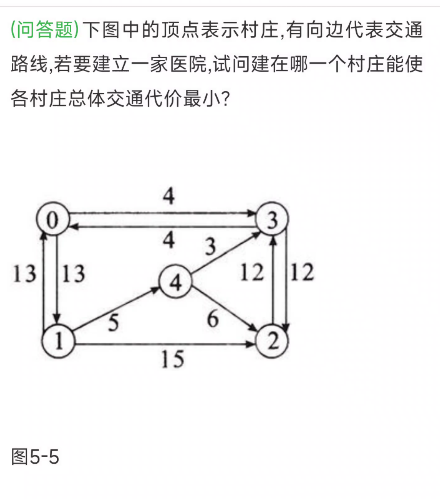 (问答题)下图中的顶点表示村庄,有向边代表交通
路线,若要建立一家医院,试问建在哪一个村庄能使
各村庄总体交通代价最小?
4
0 3
4 3
13 13 4 12 12
5 6
1 2
15
图5-5